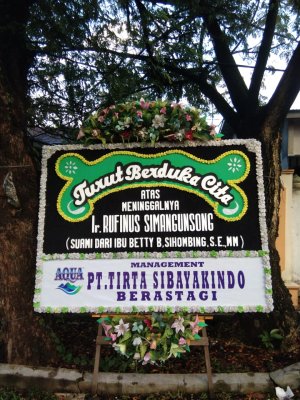 Turut Berduka Cita
ATAS
MENINGGALNYA
Ir. RUFINUS SIMANGUNSONG
(SUAMI DARI IBU BETTY B. SIHOMBING, S.E, MM)
MANAGEMENT
AQUA
PT. TIRTA SIBAYAKINDO
BERASTAGI